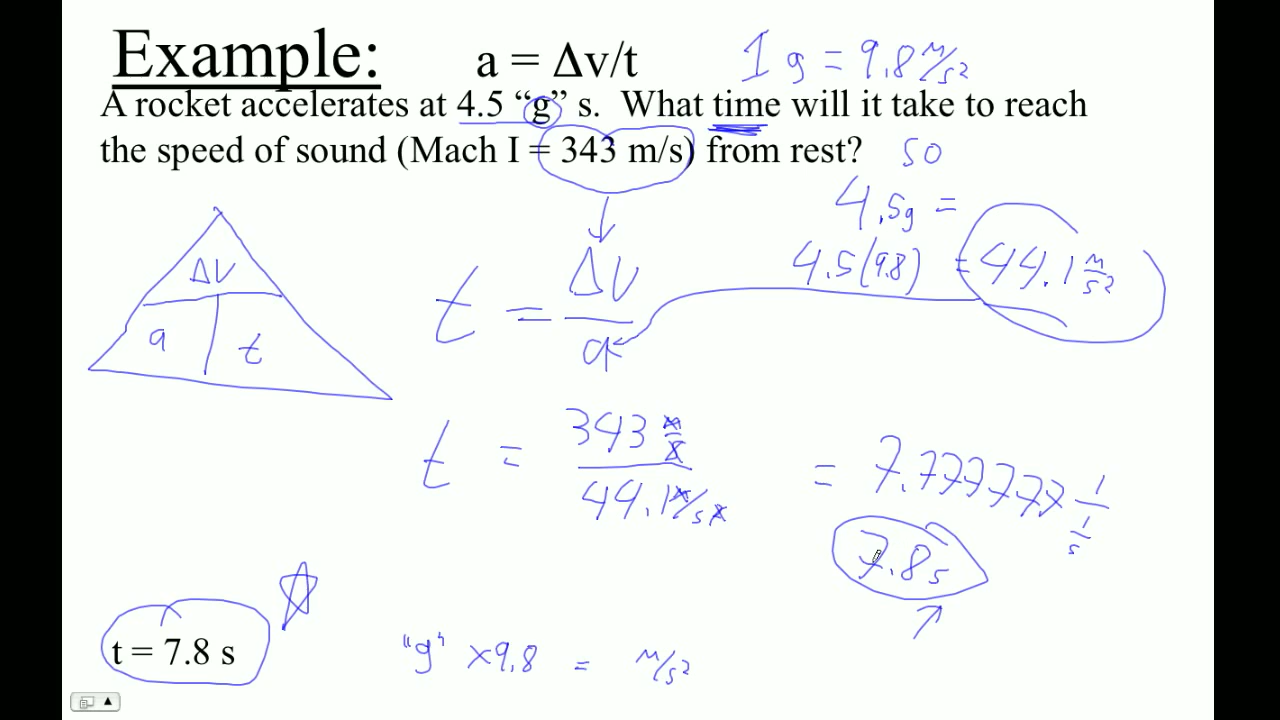 Example: a = Δv/t 1 g = 9.8 m/s²
A rocket accelerates at 4.5 “g” s. What time will it take to reach
the speed of sound (Mach I = 343 m/s) from rest? so
4.5g =
4.5(9.8) = 44.1 m/s²
ΔV
a t
t = ΔV/a
t = 343 m/s / 44.1 m/s² = 7.777777 1/1/s
7.8 s
t = 7.8 s
"g" ×9.8 = m/s²